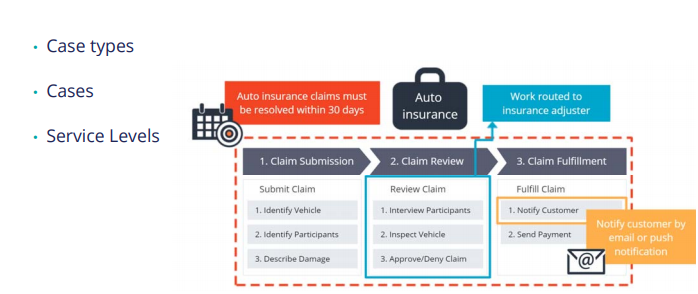 Case types
Cases
Service Levels
Auto insurance claims must
be resolved within 30 days
Auto
insurance
Work routed to
insurance adjuster
1. Claim Submission
2. Claim Review
3. Claim Fulfillment
Submit Claim
1. Identify Vehicle
2. Identify Participants
3. Describe Damage
Review Claim
1. Interview Participants
2. Inspect Vehicle
3. Approve/Deny Claim
Fulfill Claim
1. Notify Customer
2. Send Payment
Notify customer by
email or push
notification
@